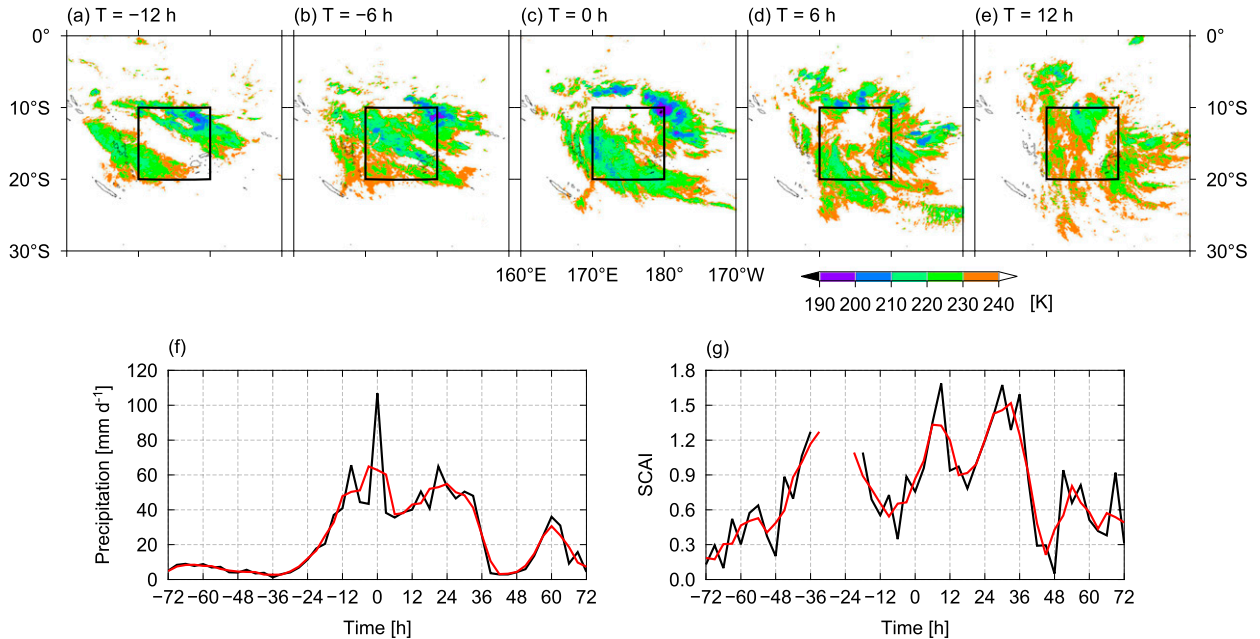 (a) T = −12 h
(b) T = −6 h
(c) T = 0 h
(d) T = 6 h
(e) T = 12 h
0°
10°S
20°S
30°S
0°
10°S
20°S
30°S
160°E
170°E
180°
170°W
190 200 210 220 230 240
[K]
(f)
Precipitation [mm d⁻¹]
120
100
80
60
40
20
0
−72 −60 −48 −36 −24 −12 0 12 24 36 48 60 72
Time [h]
(g)
SCAI
1.8
1.5
1.2
0.9
0.6
0.3
0.0
−72 −60 −48 −36 −24 −12 0 12 24 36 48 60 72
Time [h]